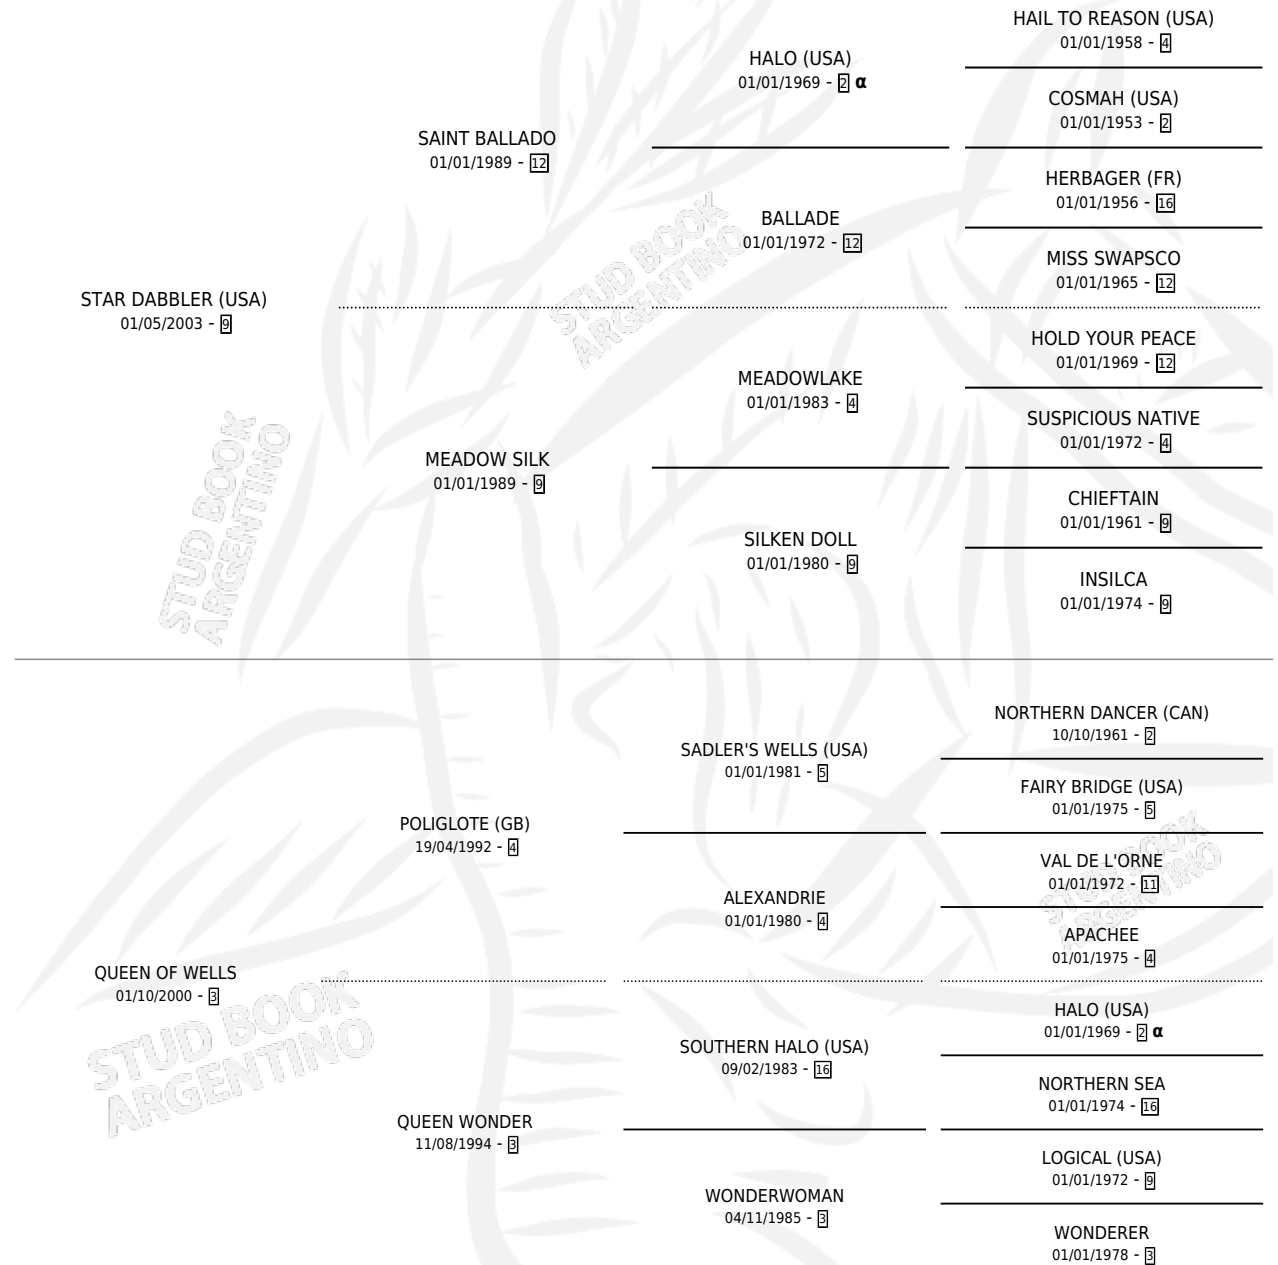 HAIL TO REASON (USA)
01/01/1958 - 4
HALO (USA)
01/01/1969 - 2 α
COSMAH (USA)
01/01/1953 - 2
SAINT BALLADO
01/01/1989 - 12
HERBAGER (FR)
01/01/1956 - 16
BALLADE
01/01/1972 - 12
MISS SWAPSCO
01/01/1965 - 12
STAR DABBLER (USA)
01/05/2003 - 9
HOLD YOUR PEACE
01/01/1969 - 12
MEADOWLAKE
01/01/1983 - 4
SUSPICIOUS NATIVE
01/01/1972 - 4
MEADOW SILK
01/01/1989 - 9
CHIEFTAIN
01/01/1961 - 9
SILKEN DOLL
01/01/1980 - 9
INSILCA
01/01/1974 - 9
NORTHERN DANCER (CAN)
10/10/1961 - 2
SADLER'S WELLS (USA)
01/01/1981 - 5
FAIRY BRIDGE (USA)
01/01/1975 - 5
POLIGLOTE (GB)
19/04/1992 - 4
VAL DE L'ORNE
01/01/1972 - 11
ALEXANDRIE
01/01/1980 - 4
APACHEE
01/01/1975 - 4
QUEEN OF WELLS
01/10/2000 - 3
HALO (USA)
01/01/1969 - 2 α
SOUTHERN HALO (USA)
09/02/1983 - 16
NORTHERN SEA
01/01/1974 - 16
QUEEN WONDER
11/08/1994 - 3
LOGICAL (USA)
01/01/1972 - 9
WONDERWOMAN
04/11/1985 - 3
WONDERER
01/01/1978 - 3
STUD BOOK
ARGENTINO
STUD BOOK
ARGENTINO
STUD BOOK
ARGENTINO
STUD BOOK
ARGENTINO